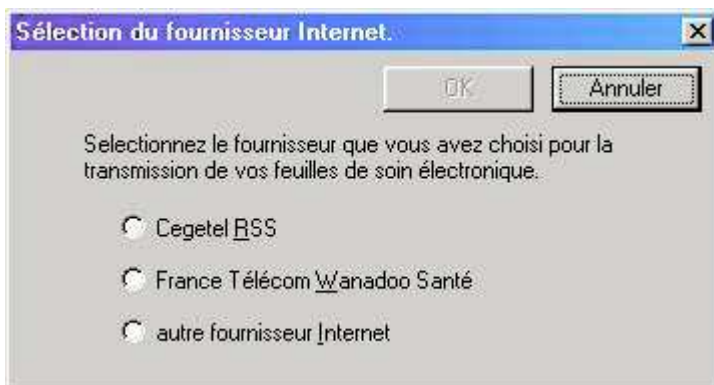 Sélection du fournisseur Internet.
OK
Annuler
Selectionnez le fournisseur que vous avez choisi pour la
transmission de vos feuilles de soin électronique.
Cegetel RSS
France Télécom Wanadoo Santé
autre fournisseur Internet